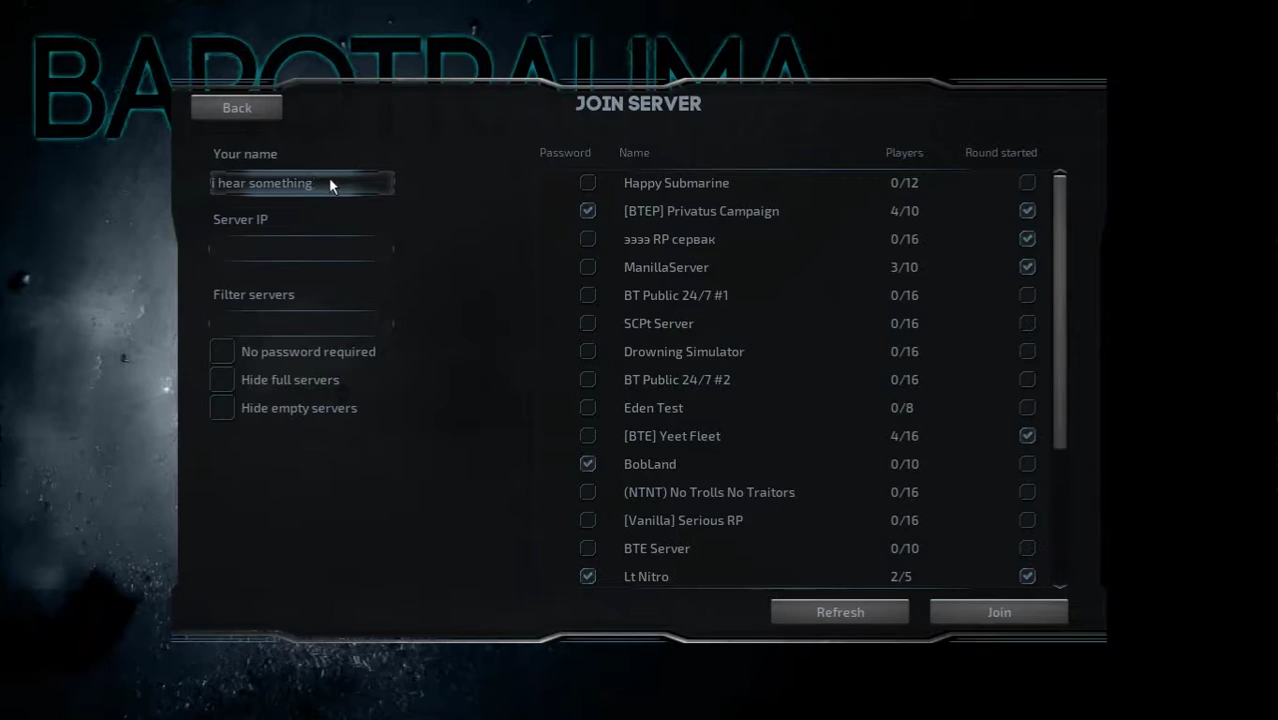 BAROTRAUMA
Back
JOIN SERVER
Your name
i hear something
Server IP
Filter servers
No password required
Hide full servers
Hide empty servers
Password Name Players Round started
Happy Submarine 0/12
[BTEP] Privatus Campaign 4/10
ээээ RP сервак 0/16
ManillaServer 3/10
BT Public 24/7 #1 0/16
SCPt Server 0/16
Drowning Simulator 0/16
BT Public 24/7 #2 0/16
Eden Test 0/8
[BTE] Yeet Fleet 4/16
BobLand 0/10
(NTNT) No Trolls No Traitors 0/16
[Vanilla] Serious RP 0/16
BTE Server 0/10
Lt Nitro 2/5
Refresh Join